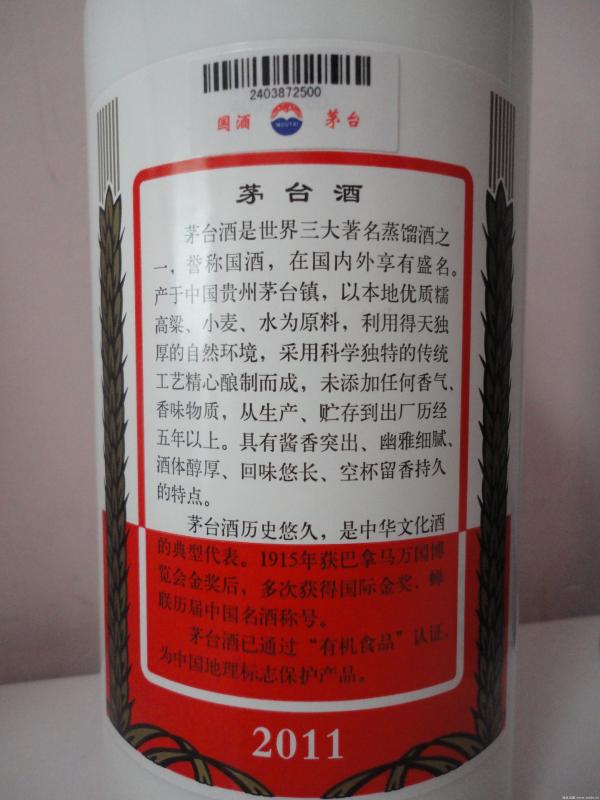 2403872500
国酒 MOUTAI 茅台
茅台酒
茅台酒是世界三大著名蒸馏酒之
一，誉称国酒，在国内外享有盛名。
产于中国贵州茅台镇，以本地优质糯
高粱、小麦、水为原料，利用得天独
厚的自然环境，采用科学独特的传统
工艺精心酿制而成，未添加任何香气、
香味物质，从生产、贮存到出厂历经
五年以上。具有酱香突出、幽雅细腻、
酒体醇厚、回味悠长、空杯留香持久
的特点。
茅台酒历史悠久，是中华文化酒
的典型代表。1915年获巴拿马万国博
览会金奖后，多次获得国际金奖，蝉
联历届中国名酒称号。
茅台酒已通过“有机食品”认证，
为中国地理标志保护产品。
2011